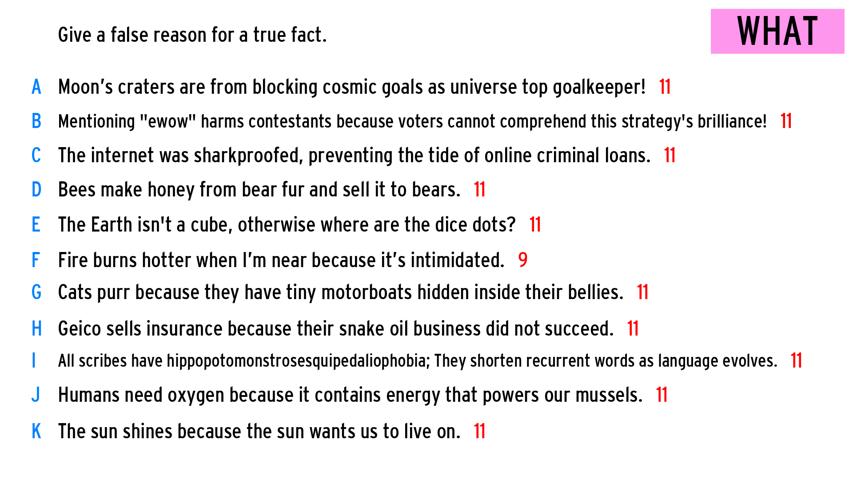 Give a false reason for a true fact.
WHAT
A Moon's craters are from blocking cosmic goals as universe top goalkeeper! 11
B Mentioning "ewow" harms contestants because voters cannot comprehend this strategy's brilliance! 11
C The internet was sharkproofed, preventing the tide of online criminal loans. 11
D Bees make honey from bear fur and sell it to bears. 11
E The Earth isn't a cube, otherwise where are the dice dots? 11
F Fire burns hotter when I'm near because it's intimidated. 9
G Cats purr because they have tiny motorboats hidden inside their bellies. 11
H Geico sells insurance because their snake oil business did not succeed. 11
I All scribes have hippopotomonstrosesquipedaliophobia; They shorten recurrent words as language evolves. 11
J Humans need oxygen because it contains energy that powers our mussels. 11
K The sun shines because the sun wants us to live on. 11